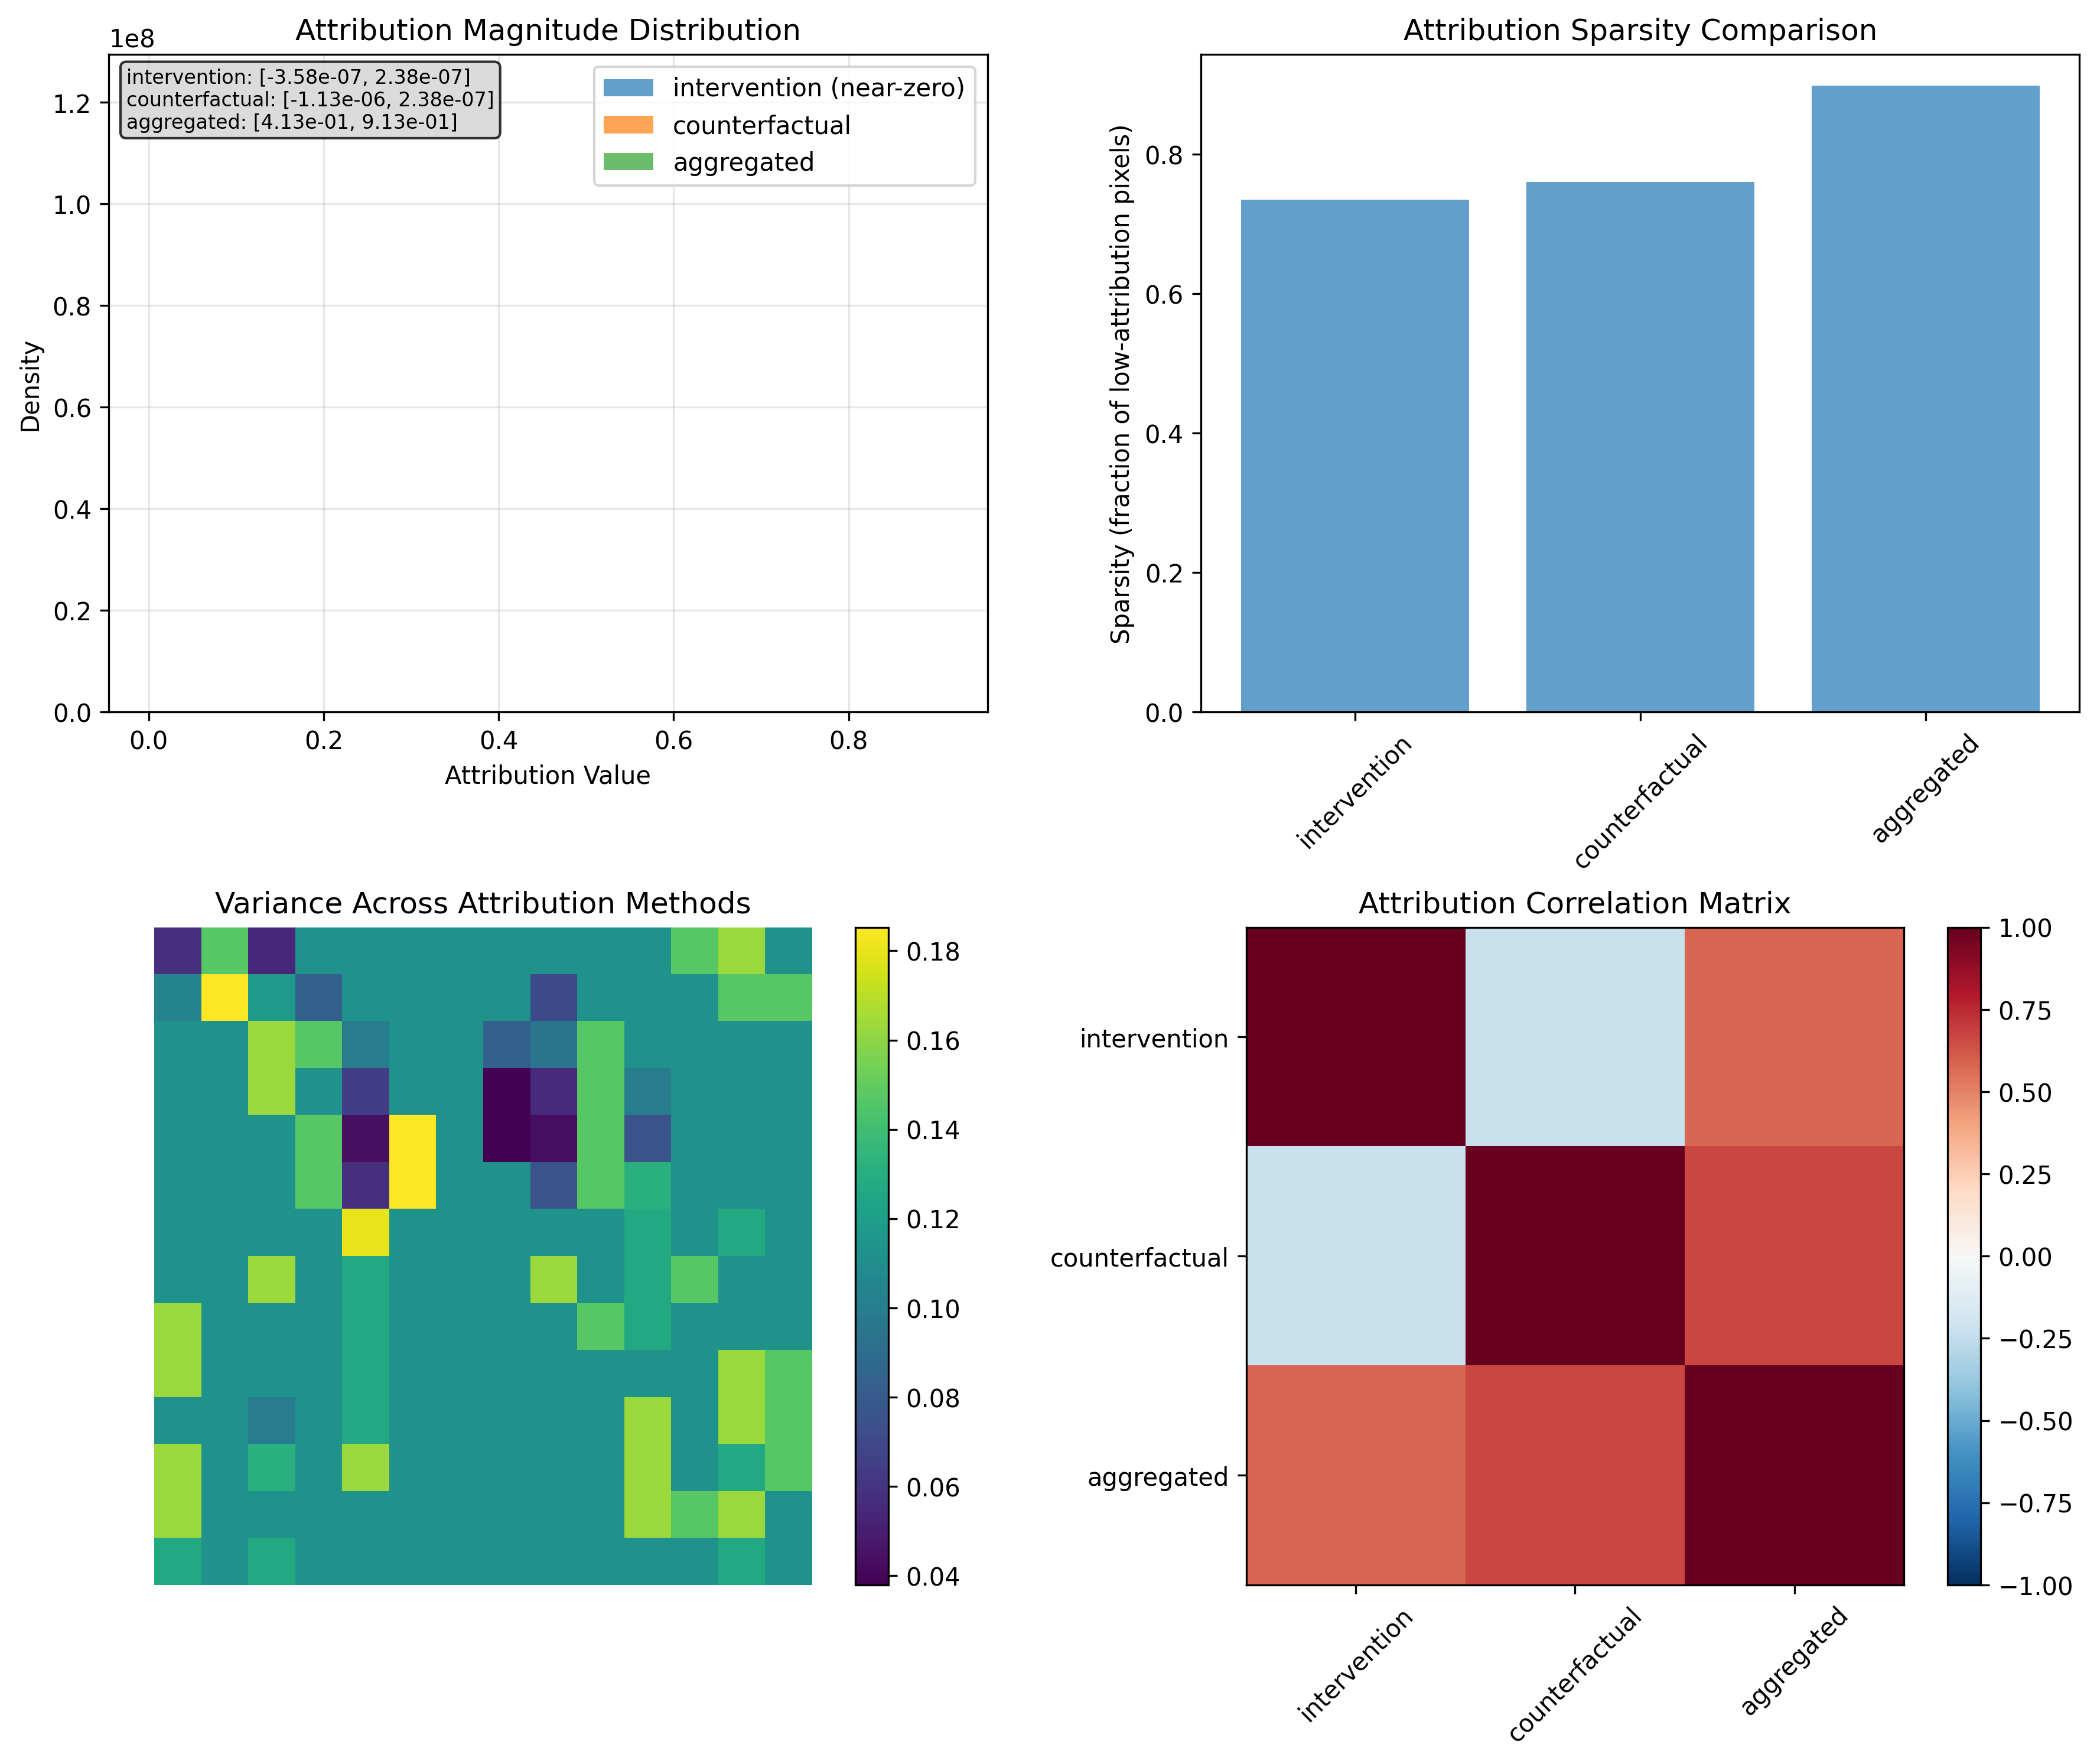 Attribution Magnitude Distribution
1e8
intervention: [-3.58e-07, 2.38e-07]
counterfactual: [-1.13e-06, 2.38e-07]
aggregated: [4.13e-01, 9.13e-01]
intervention (near-zero)
counterfactual
aggregated
Density
1.2
1.0
0.8
0.6
0.4
0.2
0.0
0.0 0.2 0.4 0.6 0.8
Attribution Value
Attribution Sparsity Comparison
Sparsity (fraction of low-attribution pixels)
0.8
0.6
0.4
0.2
0.0
intervention
counterfactual
aggregated
Variance Across Attribution Methods
0.18
0.16
0.14
0.12
0.10
0.08
0.06
0.04
Attribution Correlation Matrix
intervention
counterfactual
aggregated
intervention
counterfactual
aggregated
1.00
0.75
0.50
0.25
0.00
−0.25
−0.50
−0.75
−1.00